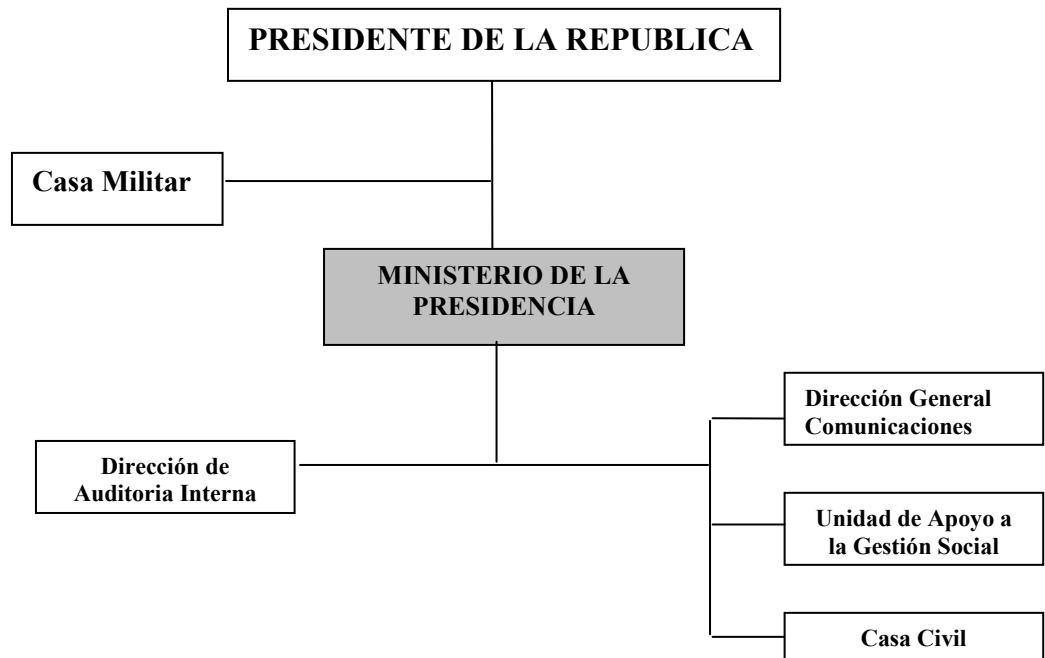 PRESIDENTE DE LA REPUBLICA
Casa Militar
MINISTERIO DE LA
PRESIDENCIA
Dirección General
Comunicaciones
Dirección de
Auditoria Interna
Unidad de Apoyo a
la Gestión Social
Casa Civil